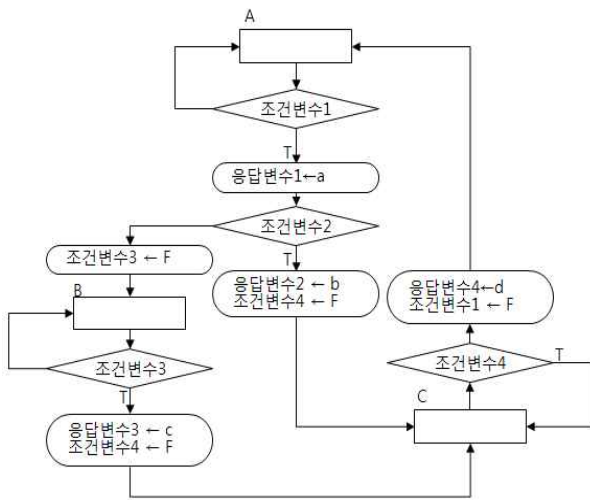 A
조건변수1
T
응답변수1←a
조건변수2
T
조건변수3 ← F
B
조건변수3
T
응답변수3 ← c
조건변수4 ← F
응답변수2 ← b
조건변수4 ← F
응답변수4←d
조건변수1 ← F
조건변수4
T
C